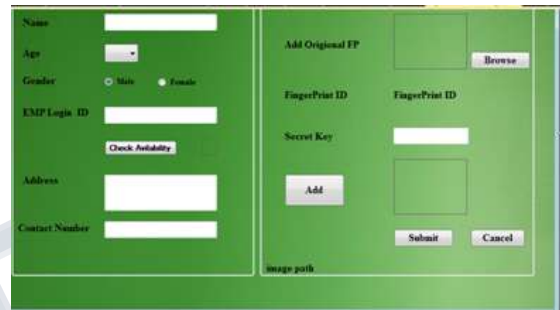 Name
Age
Gender
Male
Female
EMP Login ID
Check Avilability
Address
Contact Number
Add Origional FP
Browse
FingerPrint ID
FingerPrint ID
Secret Key
Add
Submit
Cancel
image path